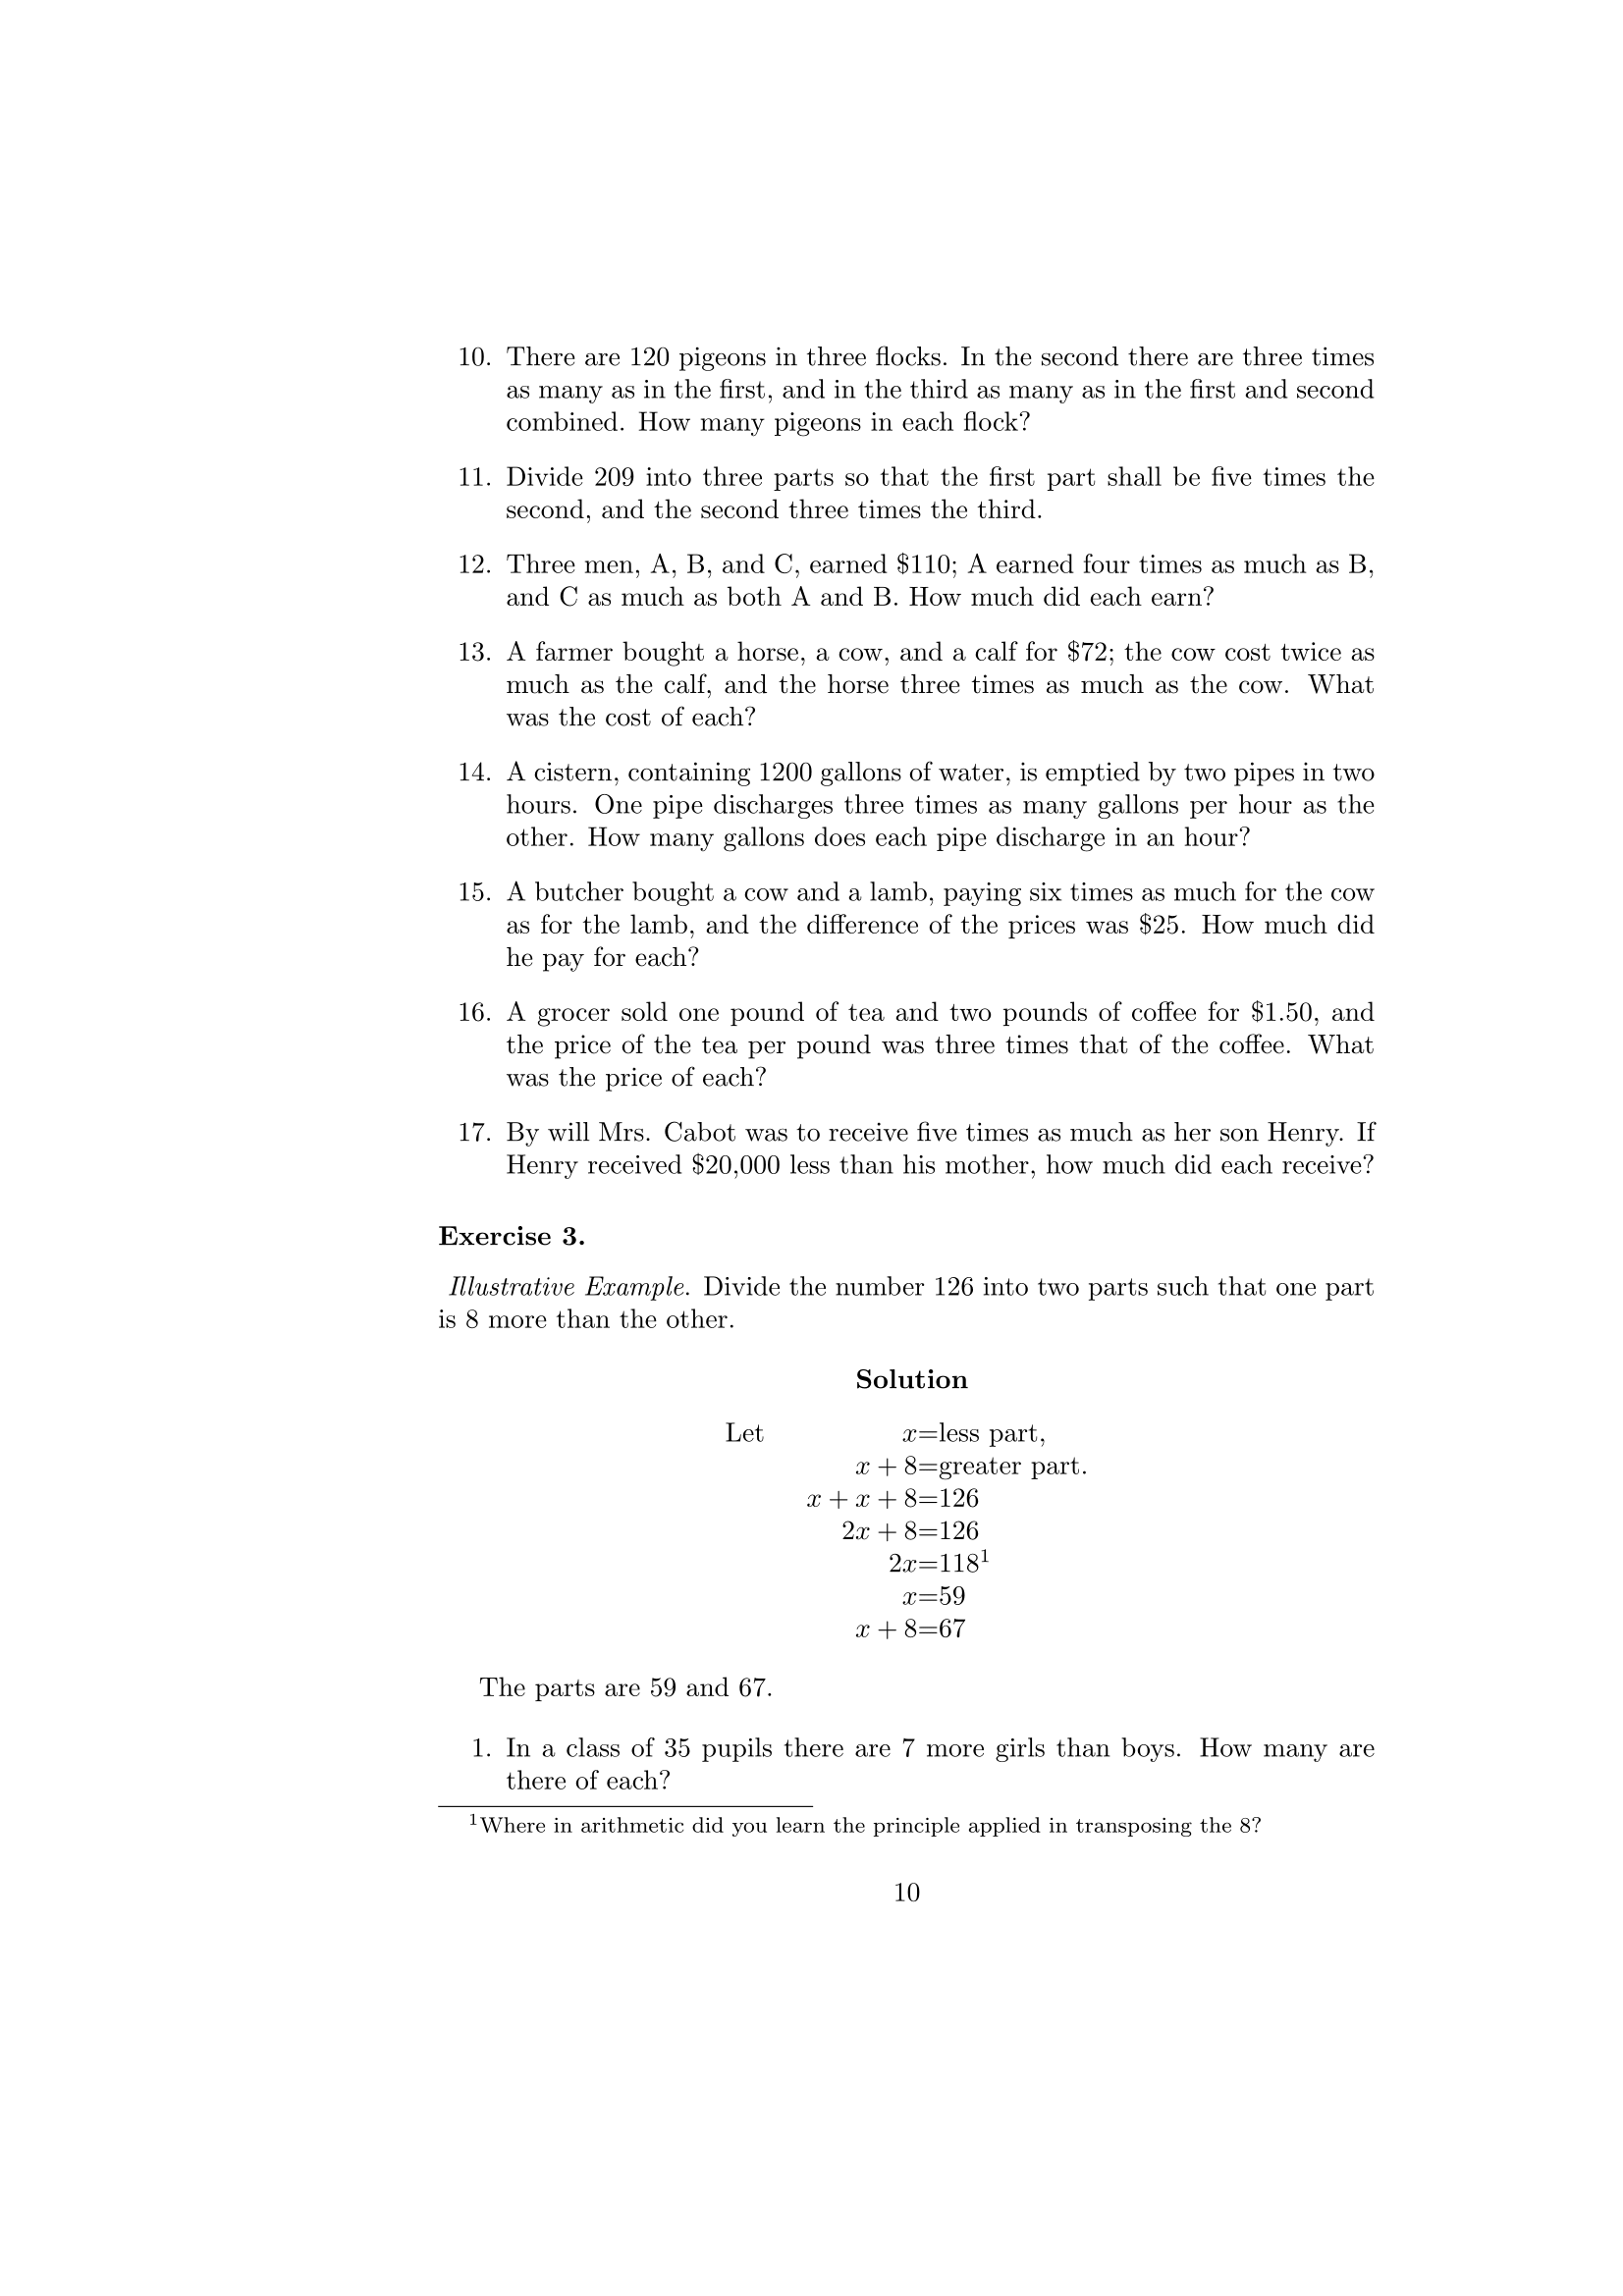 10. There are 120 pigeons in three flocks. In the second there are three times
as many as in the first, and in the third as many as in the first and second
combined. How many pigeons in each flock?
11. Divide 209 into three parts so that the first part shall be five times the
second, and the second three times the third.
12. Three men, A, B, and C, earned $110; A earned four times as much as B,
and C as much as both A and B. How much did each earn?
13. A farmer bought a horse, a cow, and a calf for $72; the cow cost twice as
much as the calf, and the horse three times as much as the cow. What
was the cost of each?
14. A cistern, containing 1200 gallons of water, is emptied by two pipes in two
hours. One pipe discharges three times as many gallons per hour as the
other. How many gallons does each pipe discharge in an hour?
15. A butcher bought a cow and a lamb, paying six times as much for the cow
as for the lamb, and the difference of the prices was $25. How much did
he pay for each?
16. A grocer sold one pound of tea and two pounds of coffee for $1.50, and
the price of the tea per pound was three times that of the coffee. What
was the price of each?
17. By will Mrs. Cabot was to receive five times as much as her son Henry. If
Henry received $20,000 less than his mother, how much did each receive?
Exercise 3.
Illustrative Example. Divide the number 126 into two parts such that one part
is 8 more than the other.
Solution
Let x=less part,
x + 8=greater part.
x + x + 8=126
2x + 8=126
2x=118¹
x=59
x + 8=67
The parts are 59 and 67.
1. In a class of 35 pupils there are 7 more girls than boys. How many are
there of each?
¹Where in arithmetic did you learn the principle applied in transposing the 8?
10